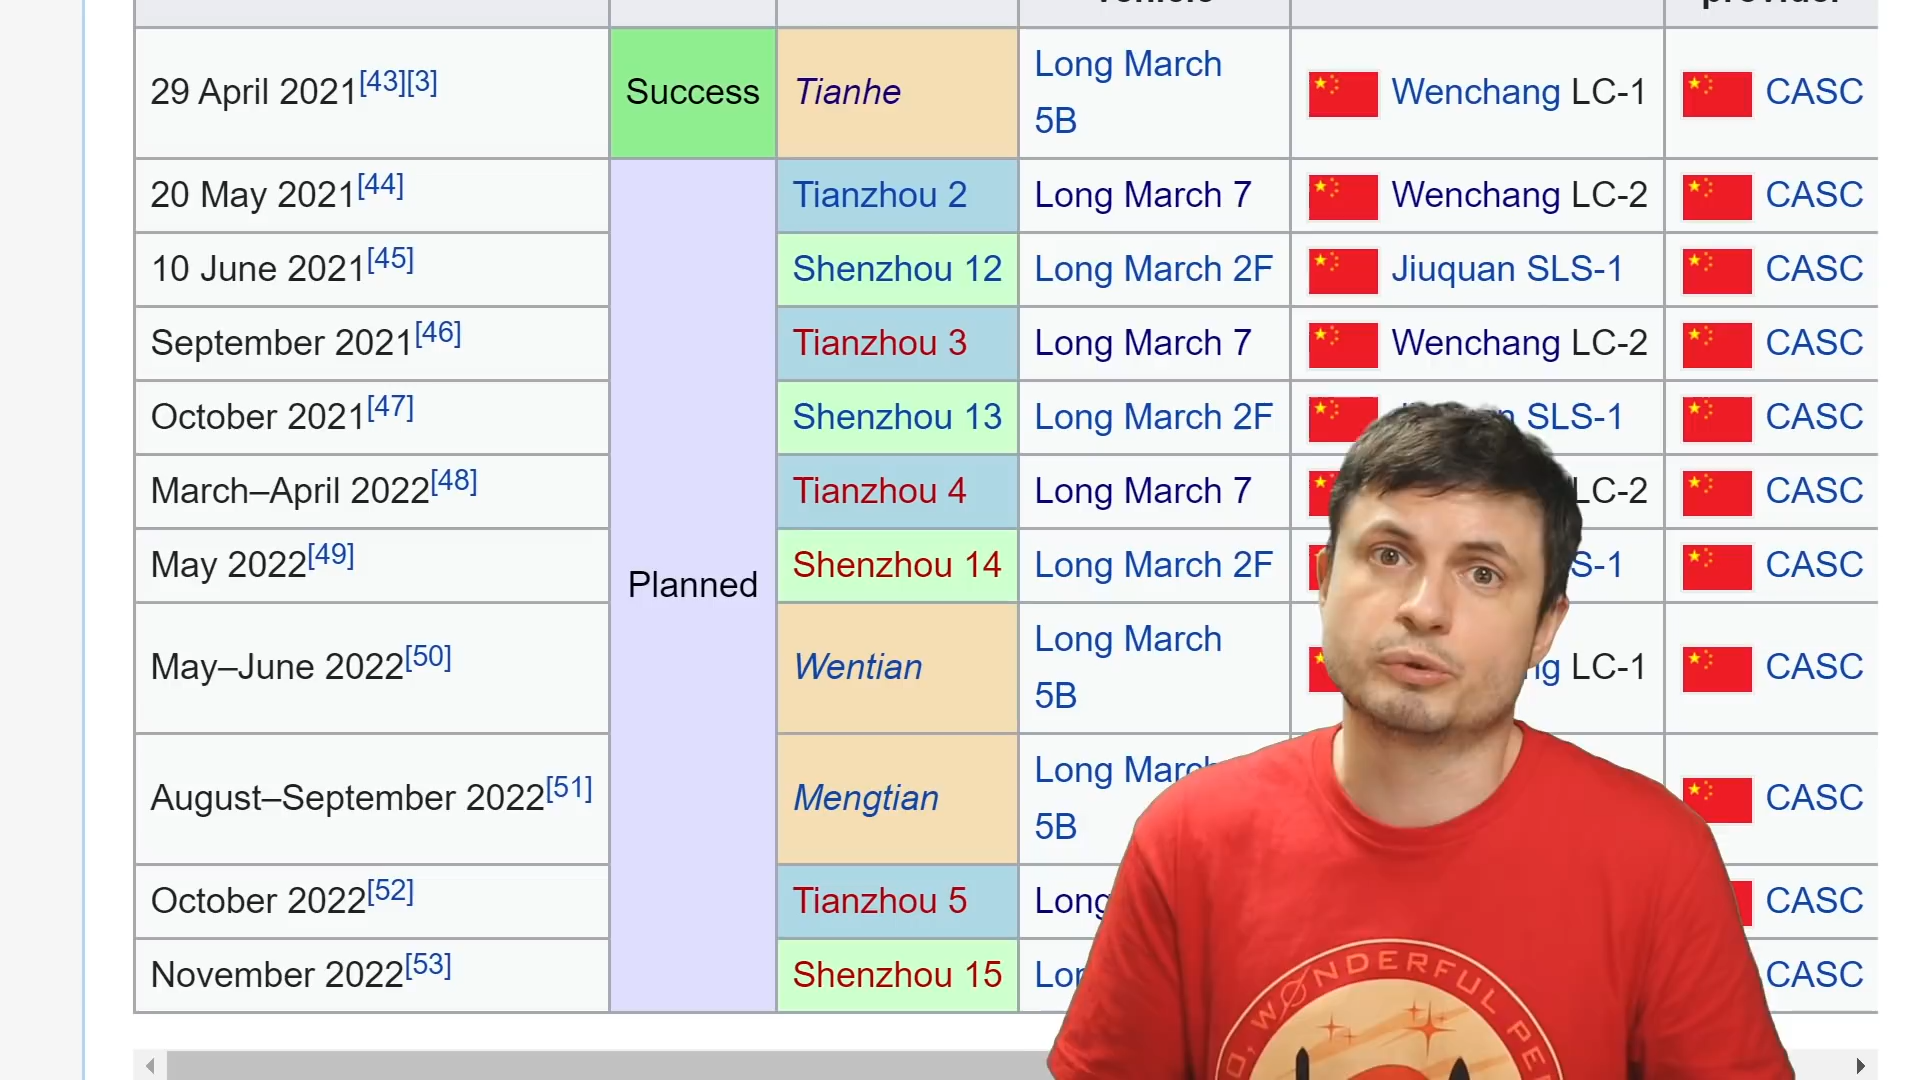 29 April 2021[43][3] Success Tianhe Long March 5B Wenchang LC-1 CASC
20 May 2021[44] Planned Tianzhou 2 Long March 7 Wenchang LC-2 CASC
10 June 2021[45] Shenzhou 12 Long March 2F Jiuquan SLS-1 CASC
September 2021[46] Tianzhou 3 Long March 7 Wenchang LC-2 CASC
October 2021[47] Shenzhou 13 Long March 2F SLS-1 CASC
March–April 2022[48] Tianzhou 4 Long March 7 LC-2 CASC
May 2022[49] Shenzhou 14 Long March 2F S-1 CASC
May–June 2022[50] Wentian Long March 5B LC-1 CASC
August–September 2022[51] Mengtian Long March 5B CASC
October 2022[52] Tianzhou 5 Long CASC
November 2022[53] Shenzhou 15 CASC
WØNDERFUL